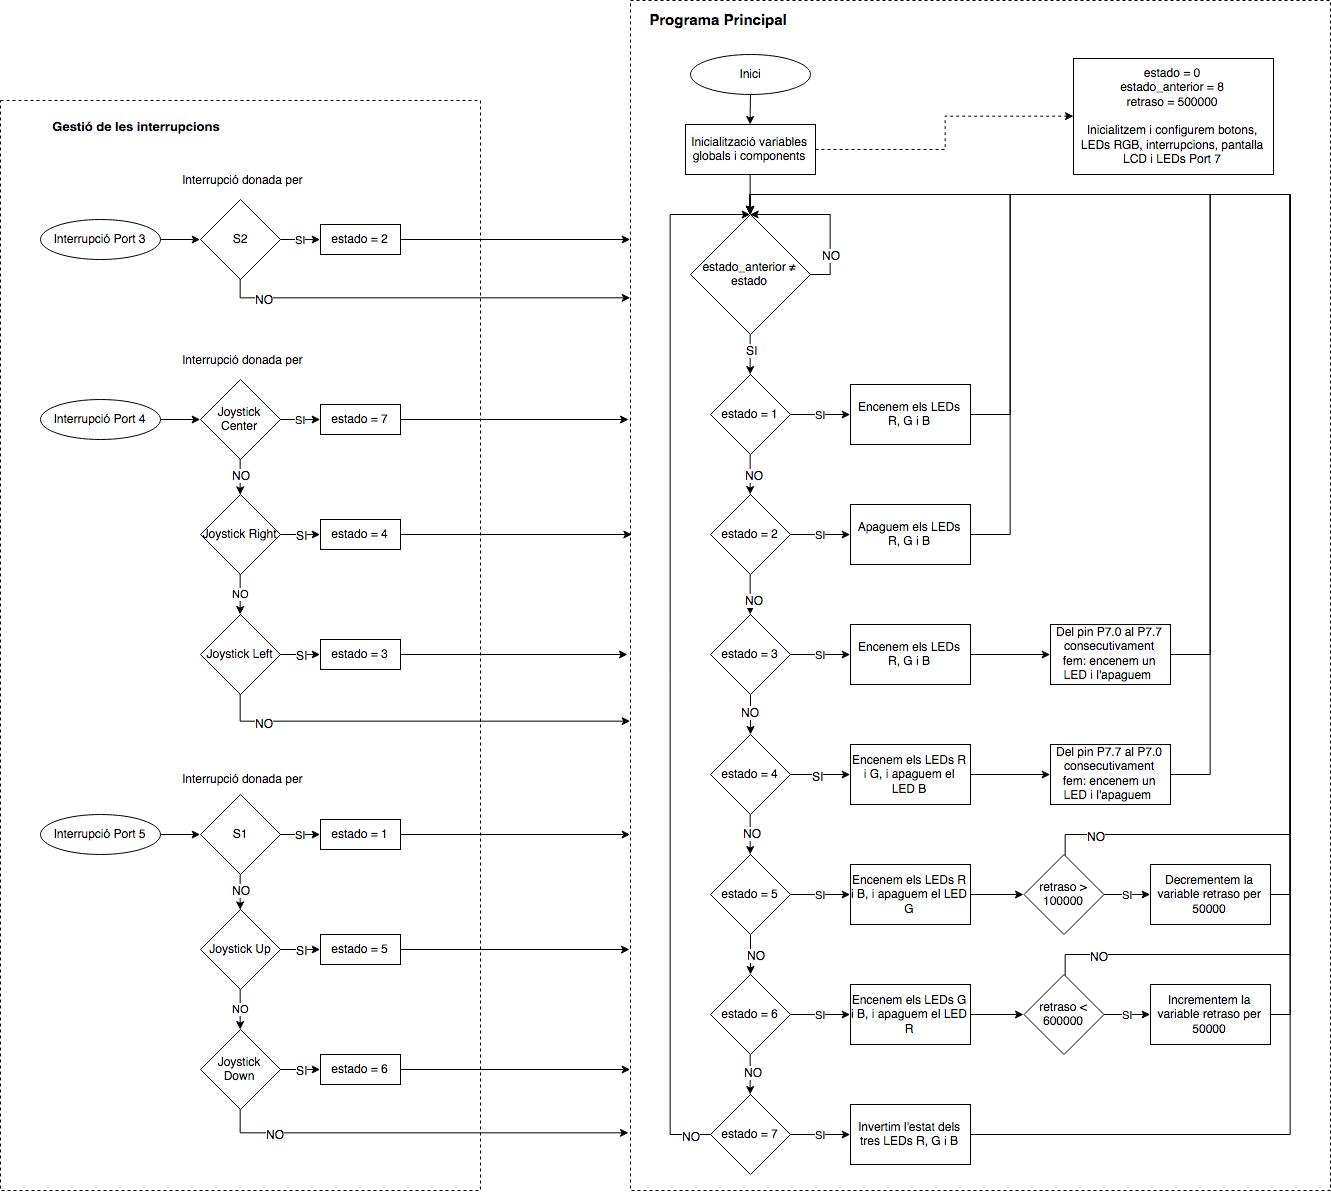 Gestió de les interrupcions
Interrupció donada per
Interrupció Port 3
S2
SI
estado = 2
NO
Interrupció donada per
Interrupció Port 4
Joystick
Center
SI
estado = 7
NO
Joystick Right
SI
estado = 4
NO
Joystick Left
SI
estado = 3
NO
Interrupció donada per
Interrupció Port 5
S1
SI
estado = 1
NO
Joystick Up
SI
estado = 5
NO
Joystick
Down
SI
estado = 6
NO
Programa Principal
Inici
Inicialització variables
globals i components
estado = 0
estado_anterior = 8
retraso = 500000
Inicialitzem i configurem botons,
LEDs RGB, interrupcions, pantalla
LCD i LEDs Port 7
estado_anterior ≠
estado
NO
SI
estado = 1
SI
Encenem els LEDs
R, G i B
NO
estado = 2
SI
Apaguem els LEDs
R, G i B
NO
estado = 3
SI
Encenem els LEDs
R, G i B
Del pin P7.0 al P7.7
consecutivament
fem: encenem un
LED i l'apaguem
NO
estado = 4
SI
Encenem els LEDs R
i G, i apaguem el
LED B
Del pin P7.7 al P7.0
consecutivament
fem: encenem un
LED i l'apaguem
NO
estado = 5
SI
Encenem els LEDs R
i B, i apaguem el LED
G
retraso >
100000
NO
SI
Decrementem la
variable retraso per
50000
NO
estado = 6
SI
Encenem els LEDs G
i B, i apaguem el LED
R
retraso <
600000
NO
SI
Incrementem la
variable retraso per
50000
NO
estado = 7
NO
SI
Invertim l'estat dels
tres LEDs R, G i B